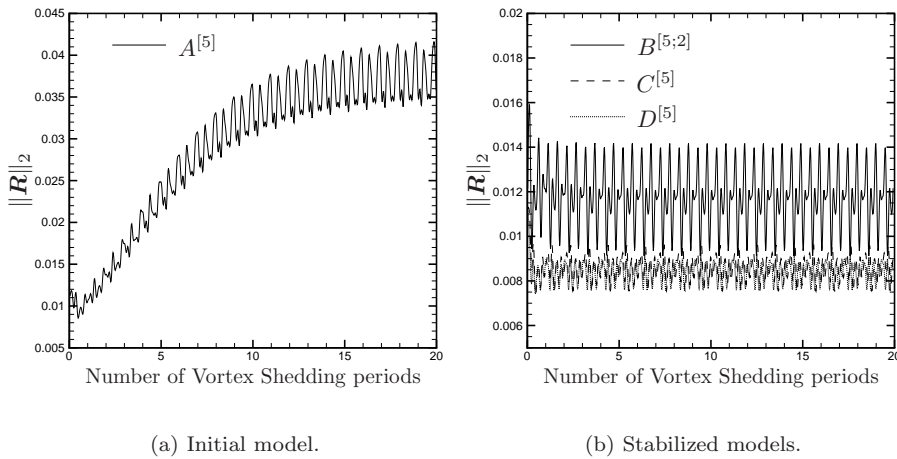 A^{[5]}
0.04
0.035
0.03
0.025
0.02
0.015
0.01
0.005
‖R‖₂
0 5 10 15 20
Number of Vortex Shedding periods
(a) Initial model.
B^{[5;2]}
C^{[5]}
D^{[5]}
0.02
0.018
0.016
0.014
0.012
0.01
0.008
0.006
‖R‖₂
0 5 10 15 20
Number of Vortex Shedding periods
(b) Stabilized models.